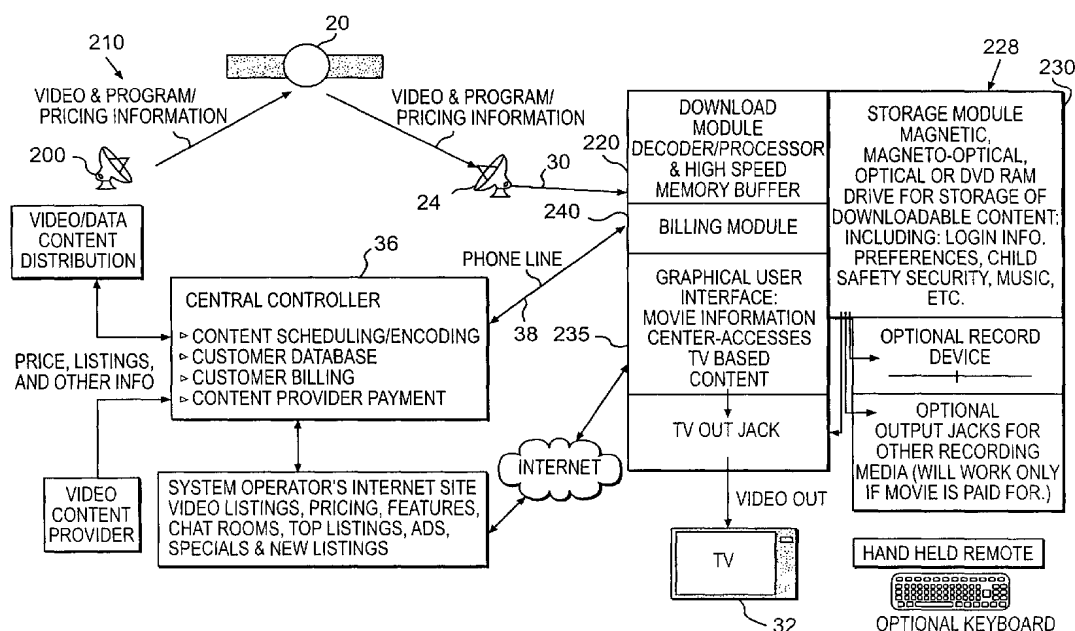 210
20
VIDEO & PROGRAM/
PRICING INFORMATION
VIDEO & PROGRAM/
PRICING INFORMATION
200
24
30
VIDEO/DATA
CONTENT
DISTRIBUTION
36
CENTRAL CONTROLLER
▹ CONTENT SCHEDULING/ENCODING
▹ CUSTOMER DATABASE
▹ CUSTOMER BILLING
▹ CONTENT PROVIDER PAYMENT
PRICE, LISTINGS,
AND OTHER INFO
VIDEO
CONTENT
PROVIDER
SYSTEM OPERATOR'S INTERNET SITE
VIDEO LISTINGS, PRICING, FEATURES,
CHAT ROOMS, TOP LISTINGS, ADS,
SPECIALS & NEW LISTINGS
PHONE LINE
38
INTERNET
220
240
235
DOWNLOAD
MODULE
DECODER/PROCESSOR
& HIGH SPEED
MEMORY BUFFER
BILLING MODULE
GRAPHICAL USER
INTERFACE:
MOVIE INFORMATION
CENTER-ACCESSES
TV BASED
CONTENT
TV OUT JACK
VIDEO OUT
TV
32
228
230
STORAGE MODULE
MAGNETIC,
MAGNETO-OPTICAL,
OPTICAL OR DVD RAM
DRIVE FOR STORAGE OF
DOWNLOADABLE CONTENT:
INCLUDING: LOGIN INFO.
PREFERENCES, CHILD
SAFETY SECURITY, MUSIC,
ETC.
OPTIONAL RECORD
DEVICE
OPTIONAL
OUTPUT JACKS FOR
OTHER RECORDING
MEDIA (WILL WORK ONLY
IF MOVIE IS PAID FOR.)
HAND HELD REMOTE
OPTIONAL KEYBOARD